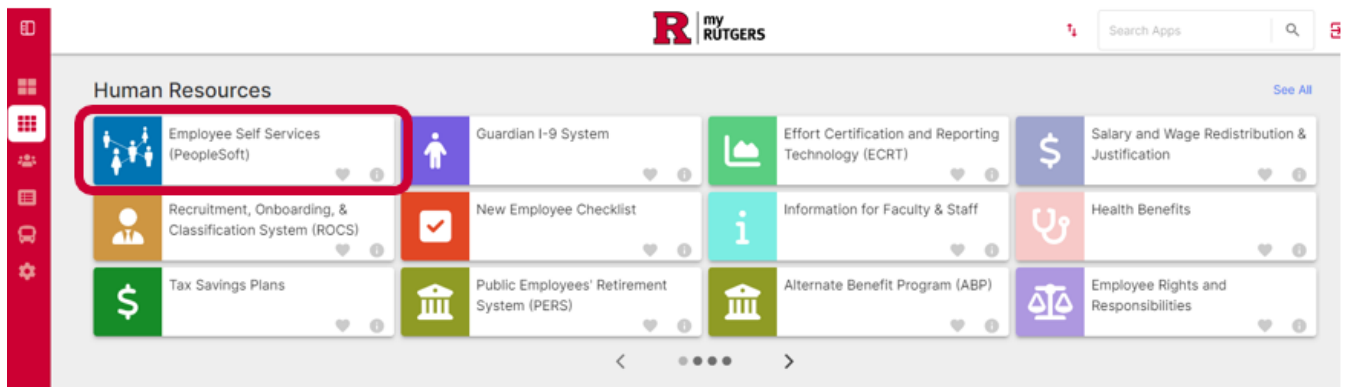 R my
RUTGERS
Search Apps
Human Resources
See All
Employee Self Services
(PeopleSoft)
Guardian I-9 System
Effort Certification and Reporting
Technology (ECRT)
Salary and Wage Redistribution &
Justification
Recruitment, Onboarding, &
Classification System (ROCS)
New Employee Checklist
Information for Faculty & Staff
Health Benefits
Tax Savings Plans
Public Employees' Retirement
System (PERS)
Alternate Benefit Program (ABP)
Employee Rights and
Responsibilities